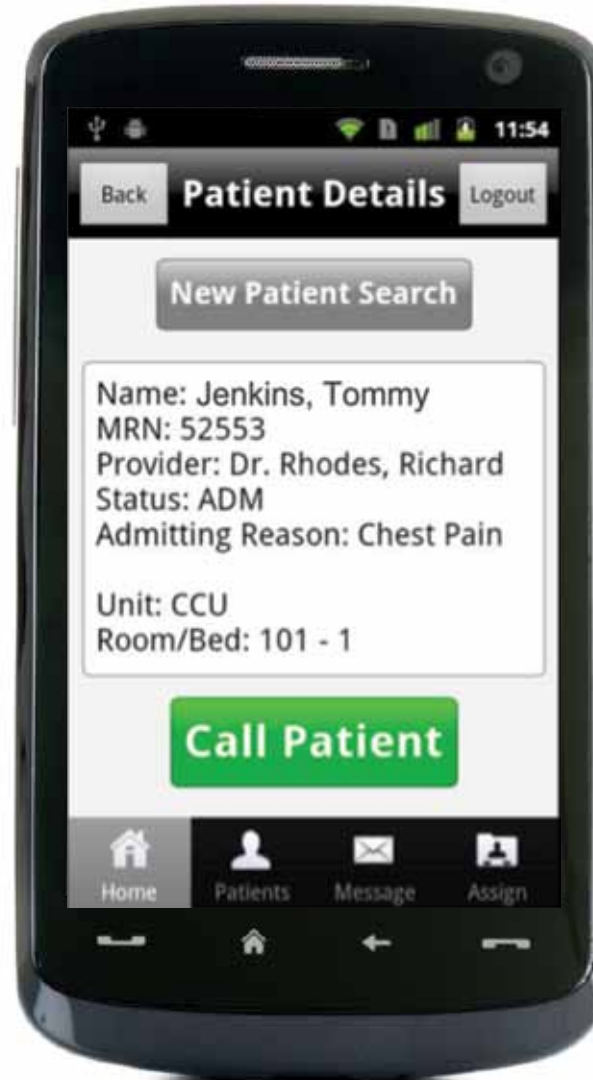 11:54
Back Patient Details Logout
New Patient Search
Name: Jenkins, Tommy
MRN: 52553
Provider: Dr. Rhodes, Richard
Status: ADM
Admitting Reason: Chest Pain
Unit: CCU
Room/Bed: 101 - 1
Call Patient
Home Patients Message Assign